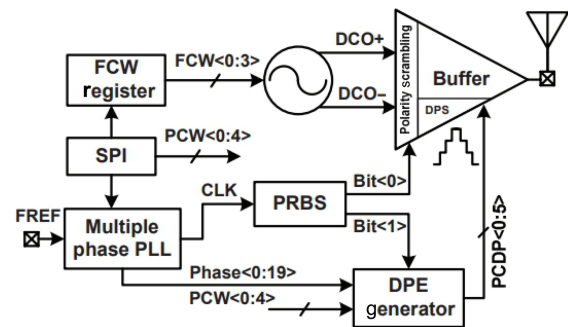 FCW
register
FCW<0:3>
DCO+
DCO−
Polarity scrambling
Buffer
DPS
SPI
PCW<0:4>
FREF
Multiple
phase PLL
CLK
PRBS
Bit<0>
Bit<1>
Phase<0:19>
PCW<0:4>
DPE
generator
PCDP<0:5>